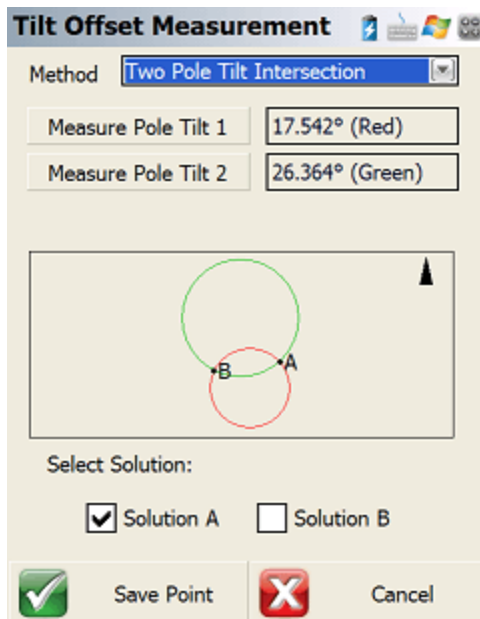 Tilt Offset Measurement
Method Two Pole Tilt Intersection
Measure Pole Tilt 1 17.542° (Red)
Measure Pole Tilt 2 26.364° (Green)
A
B
Select Solution:
Solution A Solution B
Save Point Cancel